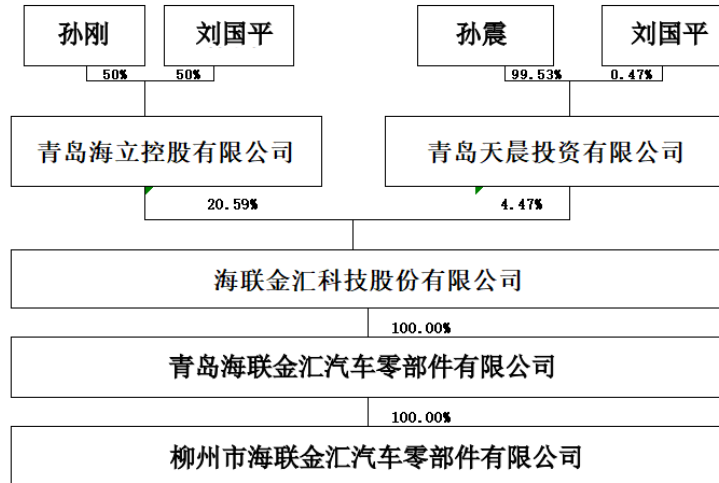 孙刚 刘国平 孙震 刘国平
50% 50% 99.53% 0.47%
青岛海立控股有限公司 青岛天晨投资有限公司
20.59% 4.47%
海联金汇科技股份有限公司
100.00%
青岛海联金汇汽车零部件有限公司
100.00%
柳州市海联金汇汽车零部件有限公司